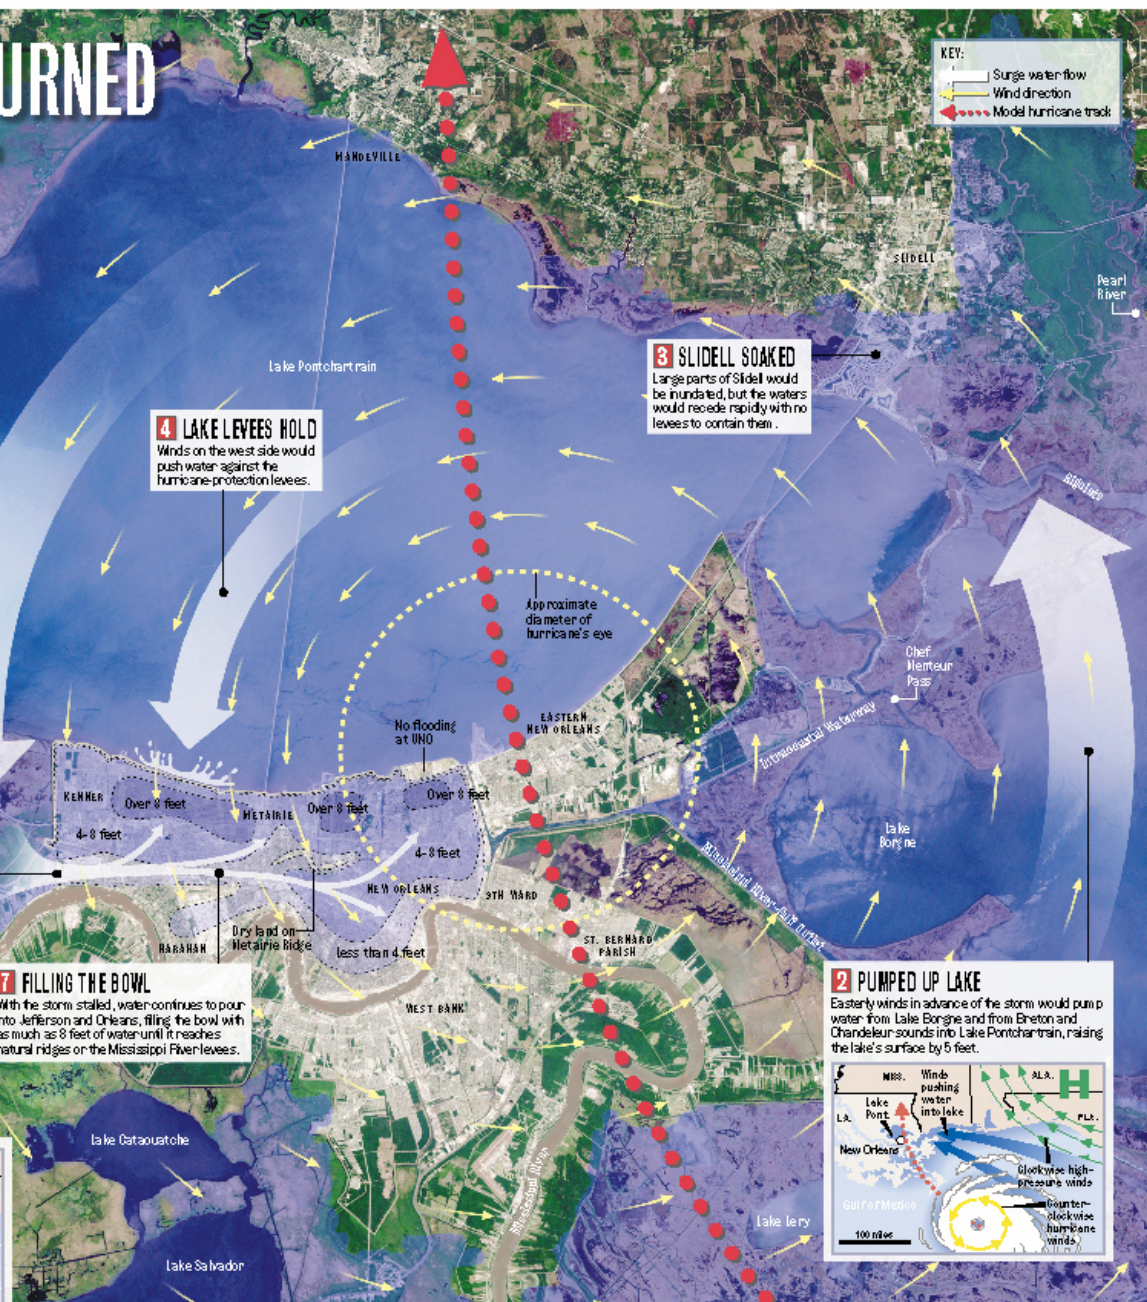 URNED
KEY:
Surge water flow
Wind direction
Model hurricane track
MANDEVILLE
SLIDELL
Pearl
River
Lake Pontchartrain
3 SLIDELL SOAKED
Large parts of Slidell would
be inundated, but the waters
would recede rapidly with no
levees to contain them.
4 LAKE LEVEES HOLD
Winds on the west side would
push water against the
hurricane-protection levees.
Rigolets
Approximate
diameter of
hurricane's eye
Chef
Menteur
Pass
EASTERN
NEW ORLEANS
No flooding
at UNO
Intracoastal Waterway
KENNER
Over 8 feet
METAIRIE
Over 8 feet
Over 8 feet
4-8 feet
4-8 feet
Lake
Borgne
Mississippi River-Gulf Outlet
NEW ORLEANS
9TH WARD
HARAHAN
Dry land on
Metairie Ridge
less than 4 feet
ST. BERNARD
PARISH
WEST BANK
7 FILLING THE BOWL
With the storm stalled, water continues to pour
into Jefferson and Orleans, filling the bowl with
as much as 8 feet of water until it reaches
natural ridges or the Mississippi River levees.
2 PUMPED UP LAKE
Easterly winds in advance of the storm would pump
water from Lake Borgne and from Breton and
Chandeleur sounds into Lake Pontchartrain, raising
the lake's surface by 5 feet.
MISS.
Winds
pushing
water
into lake
ALA.
H
Lake
Pont.
LA.
FLA.
New Orleans
Clockwise high-
pressure winds
Gulf of Mexico
Counter-
clockwise
hurricane
winds
100 miles
Lake Cataouatche
Mississippi River
Lake Lery
Lake Salvador